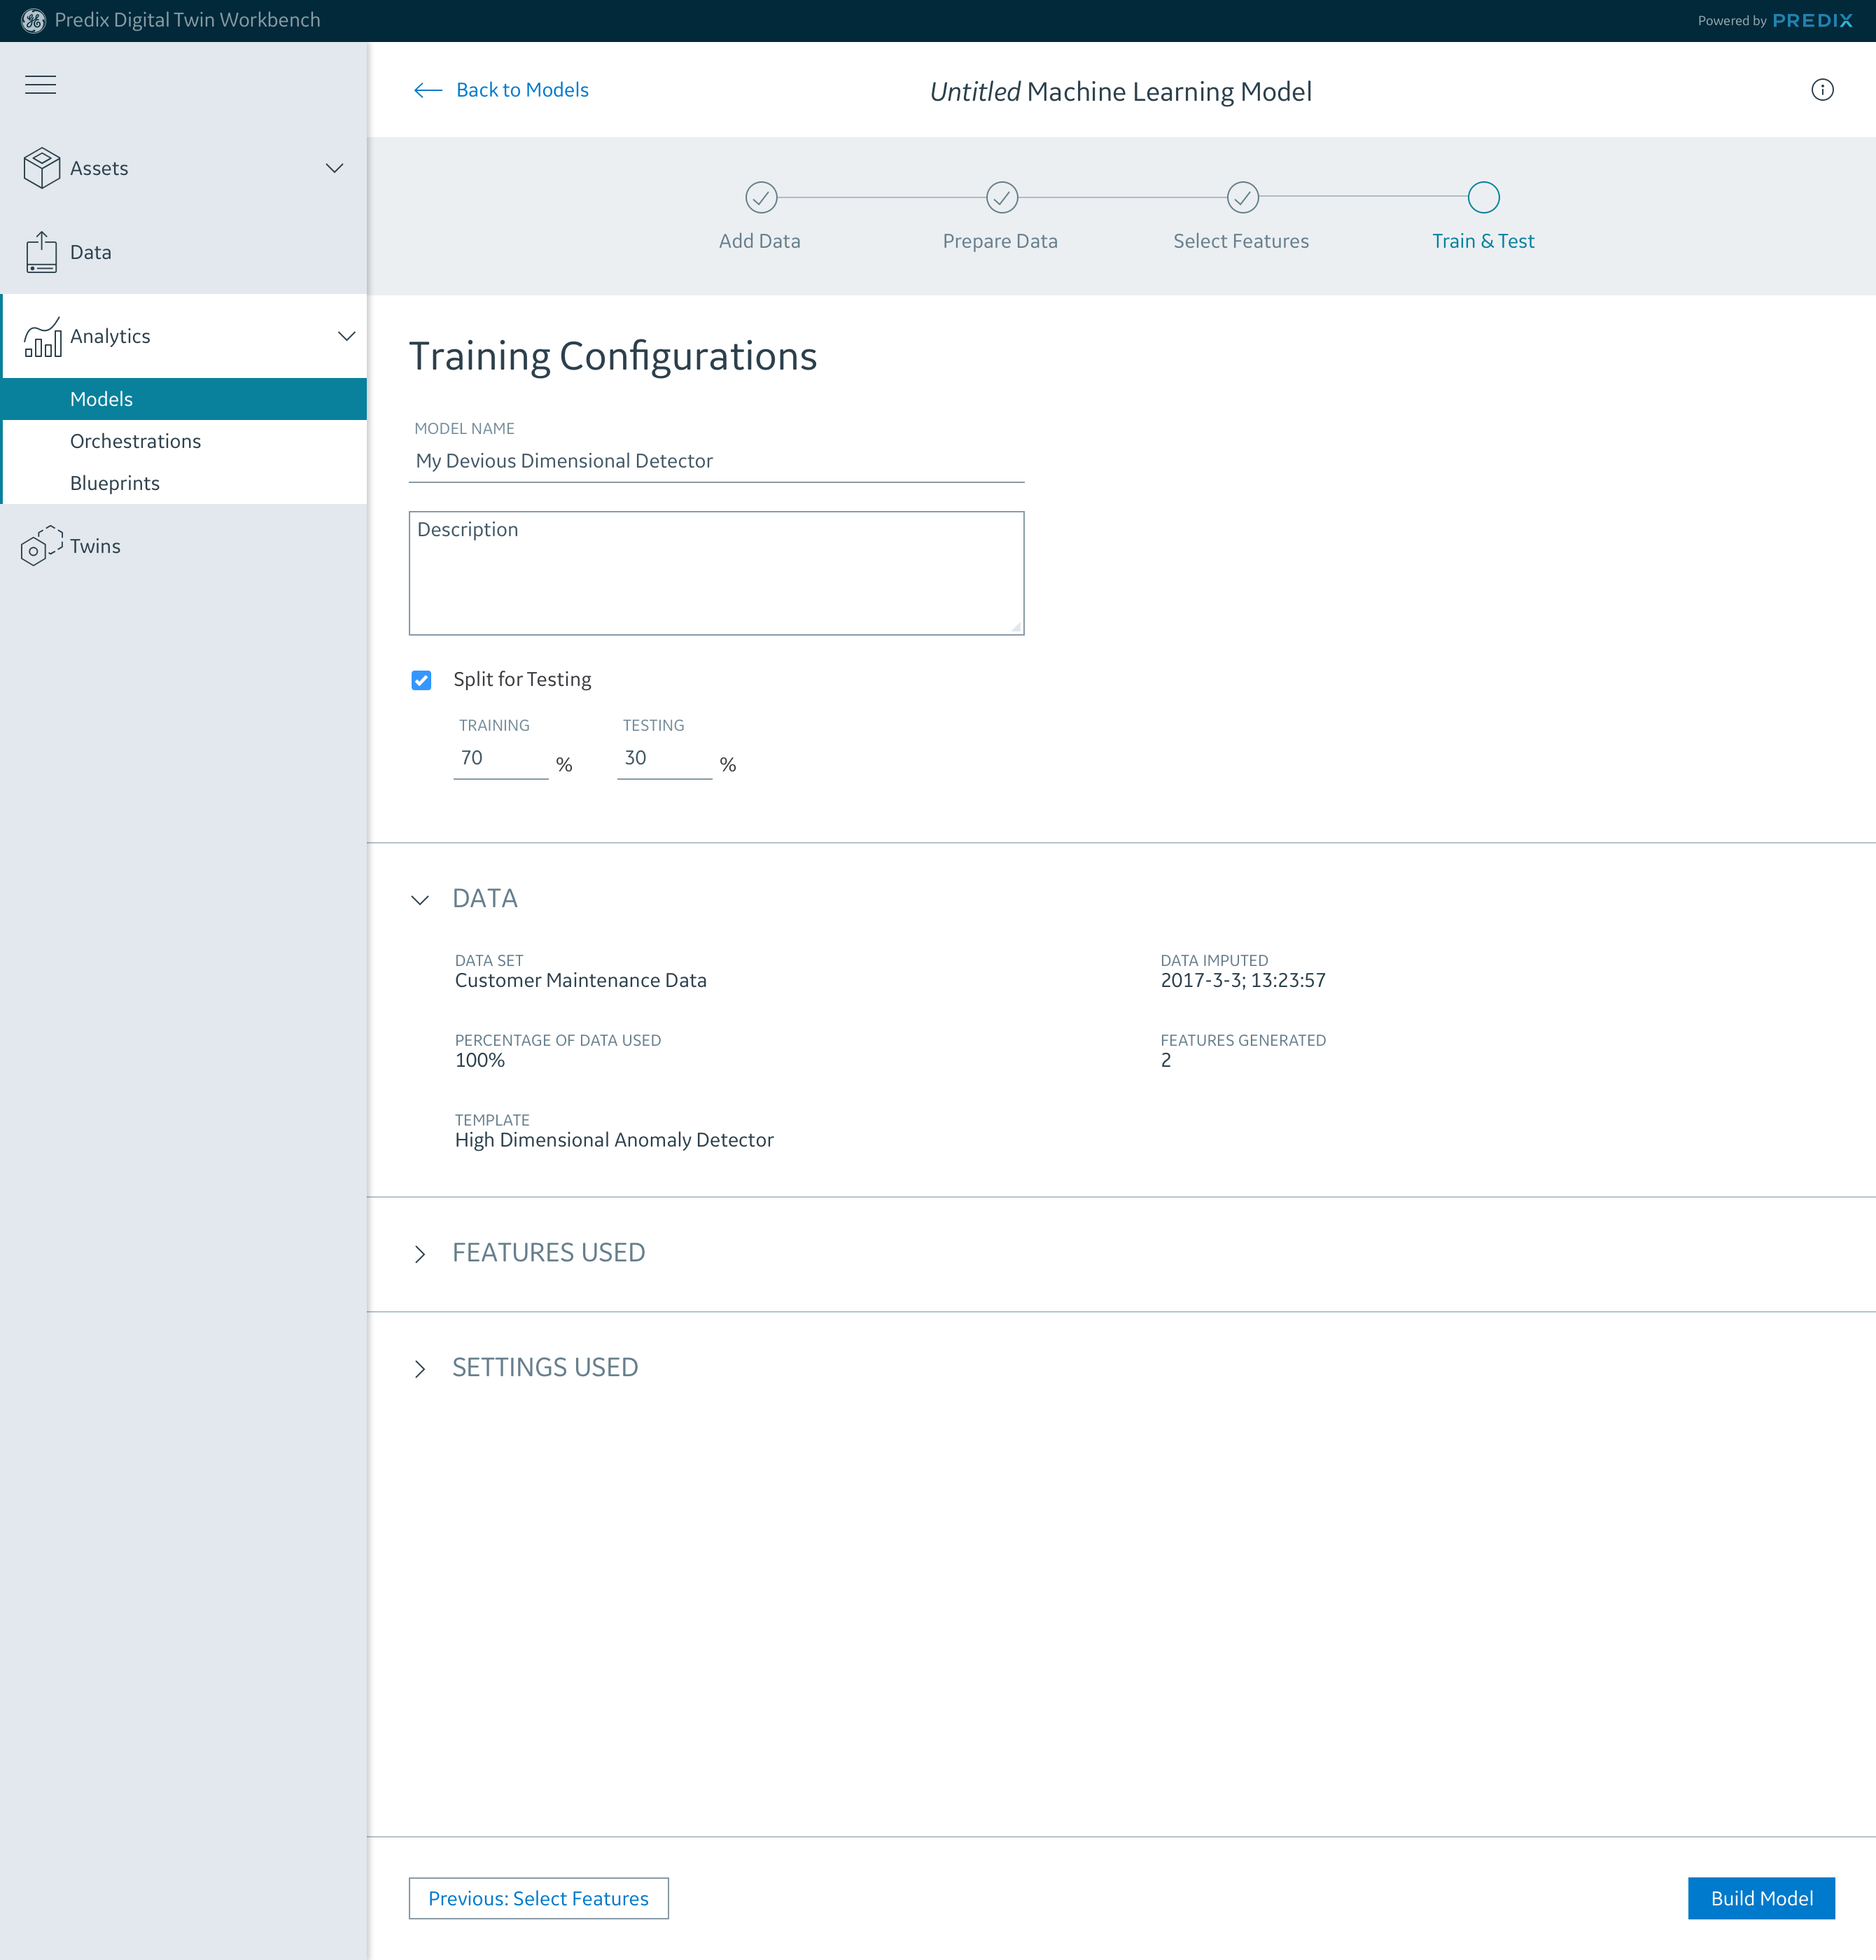 Predix Digital Twin Workbench
Powered by PREDIX
Back to Models
Untitled Machine Learning Model
Assets
Data
Analytics
Models
Orchestrations
Blueprints
Twins
Add Data
Prepare Data
Select Features
Train & Test
Training Configurations
MODEL NAME
My Devious Dimensional Detector
Description
Split for Testing
TRAINING
70 %
TESTING
30 %
DATA
DATA SET
Customer Maintenance Data
DATA IMPUTED
2017-3-3; 13:23:57
PERCENTAGE OF DATA USED
100%
FEATURES GENERATED
2
TEMPLATE
High Dimensional Anomaly Detector
FEATURES USED
SETTINGS USED
Previous: Select Features
Build Model